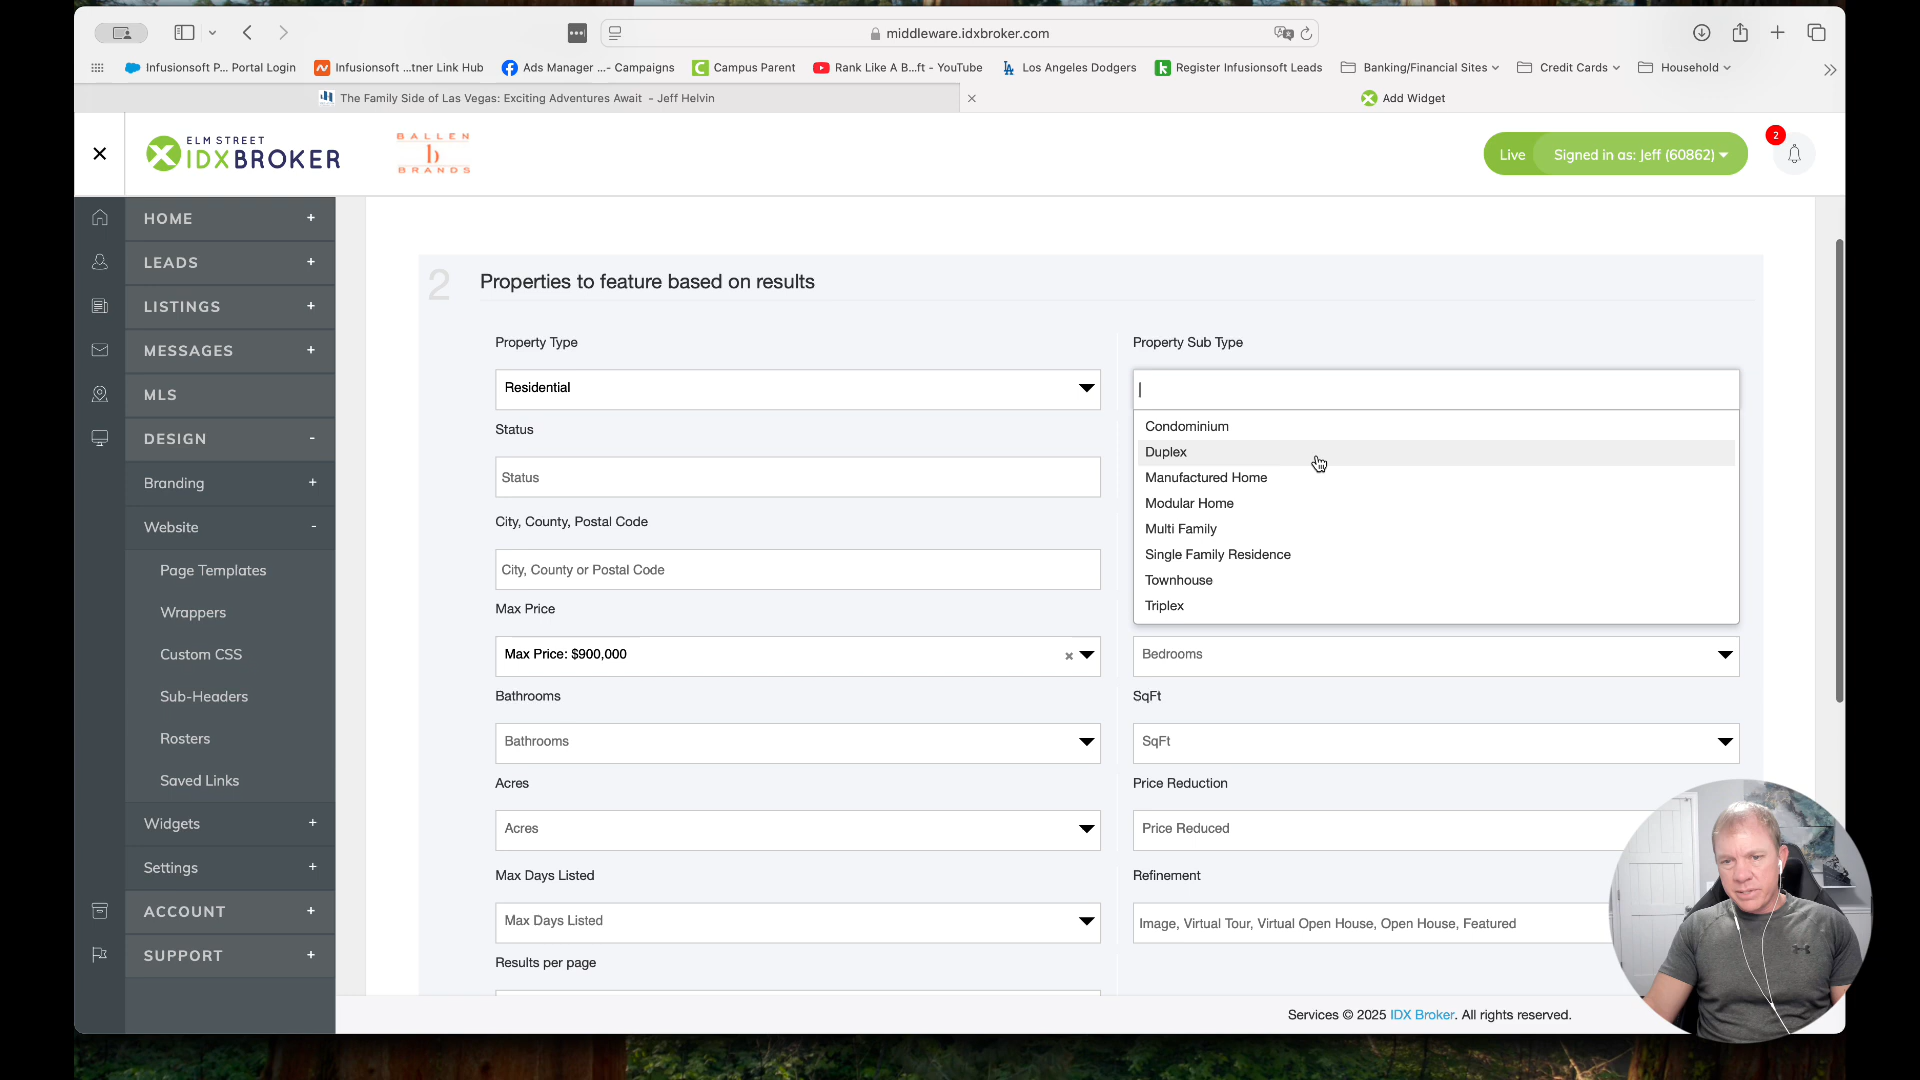 middleware.idxbroker.com
Infusionsoft P... Portal Login
Infusionsoft ...tner Link Hub
Ads Manager ...- Campaigns
Campus Parent
Rank Like A B...ft - YouTube
Los Angeles Dodgers
Register Infusionsoft Leads
Banking/Financial Sites
Credit Cards
Household
The Family Side of Las Vegas: Exciting Adventures Await - Jeff Helvin
Add Widget
ELM STREET
IDXBROKER
BALLEN
b
BRANDS
Live
Signed in as: Jeff (60862)
2
HOME +
LEADS +
LISTINGS +
MESSAGES +
MLS
DESIGN -
Branding +
Website -
Page Templates
Wrappers
Custom CSS
Sub-Headers
Rosters
Saved Links
Widgets +
Settings +
ACCOUNT +
SUPPORT +
2 Properties to feature based on results
Property Type
Residential
Status
Status
City, County, Postal Code
City, County or Postal Code
Max Price
Max Price: $900,000 ×
Bathrooms
Bathrooms
Acres
Acres
Max Days Listed
Max Days Listed
Results per page
Property Sub Type
Condominium
Duplex
Manufactured Home
Modular Home
Multi Family
Single Family Residence
Townhouse
Triplex
Bedrooms
SqFt
SqFt
Price Reduction
Price Reduced
Refinement
Image, Virtual Tour, Virtual Open House, Open House, Featured
Services © 2025 IDX Broker. All rights reserved.